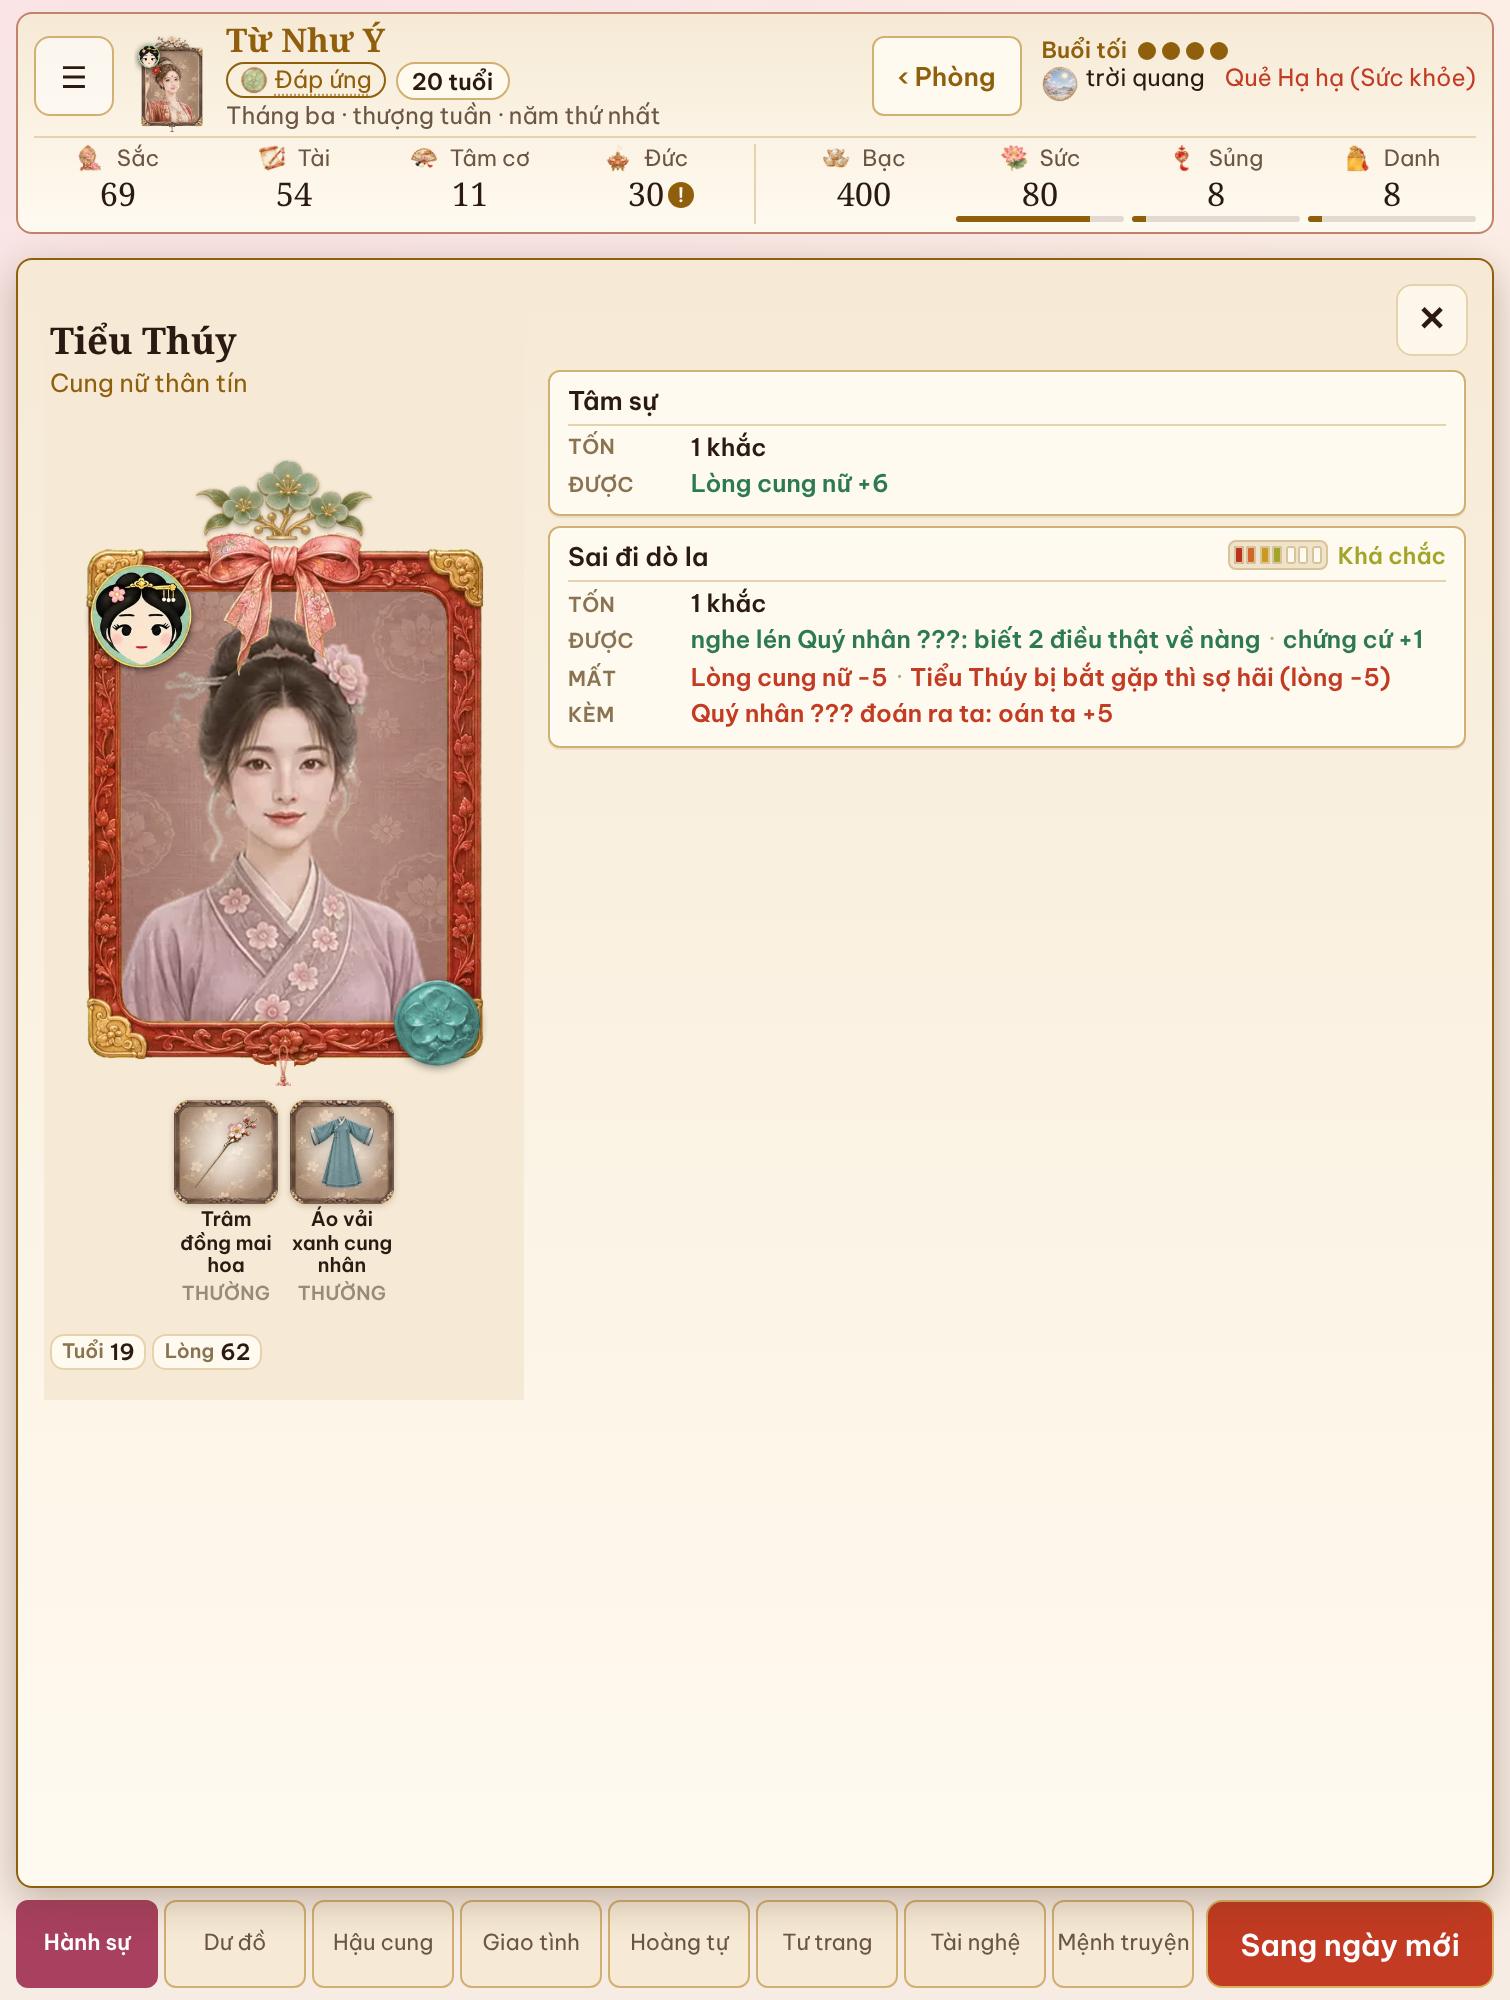 ☰
Từ Như Ý
Đáp ứng
20 tuổi
Tháng ba · thượng tuần · năm thứ nhất
‹ Phòng
Buổi tối
trời quang
Quẻ Hạ hạ (Sức khỏe)
Sắc
69
Tài
54
Tâm cơ
11
Đức
30 !
Bạc
400
Sức
80
Sủng
8
Danh
8
✕
Tiểu Thúy
Cung nữ thân tín
Trâm đồng mai hoa
THƯỜNG
Áo vải xanh cung nhân
THƯỜNG
Tuổi 19
Lòng 62
Tâm sự
TỐN 1 khắc
ĐƯỢC Lòng cung nữ +6
Sai đi dò la
Khá chắc
TỐN 1 khắc
ĐƯỢC nghe lén Quý nhân ???: biết 2 điều thật về nàng · chứng cứ +1
MẤT Lòng cung nữ -5 · Tiểu Thúy bị bắt gặp thì sợ hãi (lòng -5)
KÈM Quý nhân ??? đoán ra ta: oán ta +5
Hành sự
Dư đồ
Hậu cung
Giao tình
Hoàng tự
Tư trang
Tài nghệ
Mệnh truyện
Sang ngày mới